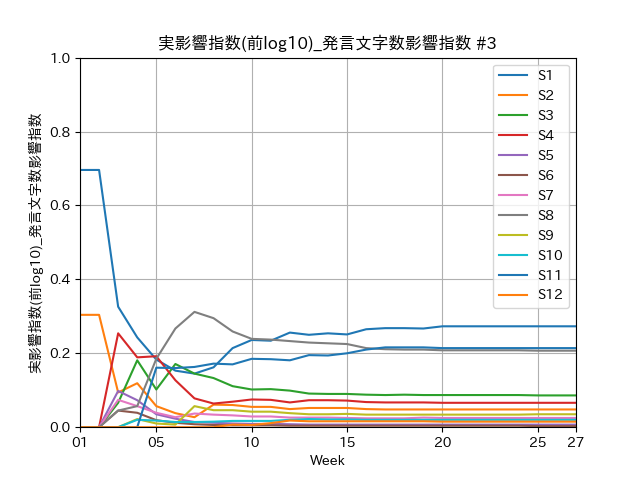 実影響指数(前log10)_発言文字数影響指数 #3
実影響指数(前log10)_発言文字数影響指数
1.0
0.8
0.6
0.4
0.2
0.0
01
05
10
15
20
25
27
Week
S1
S2
S3
S4
S5
S6
S7
S8
S9
S10
S11
S12